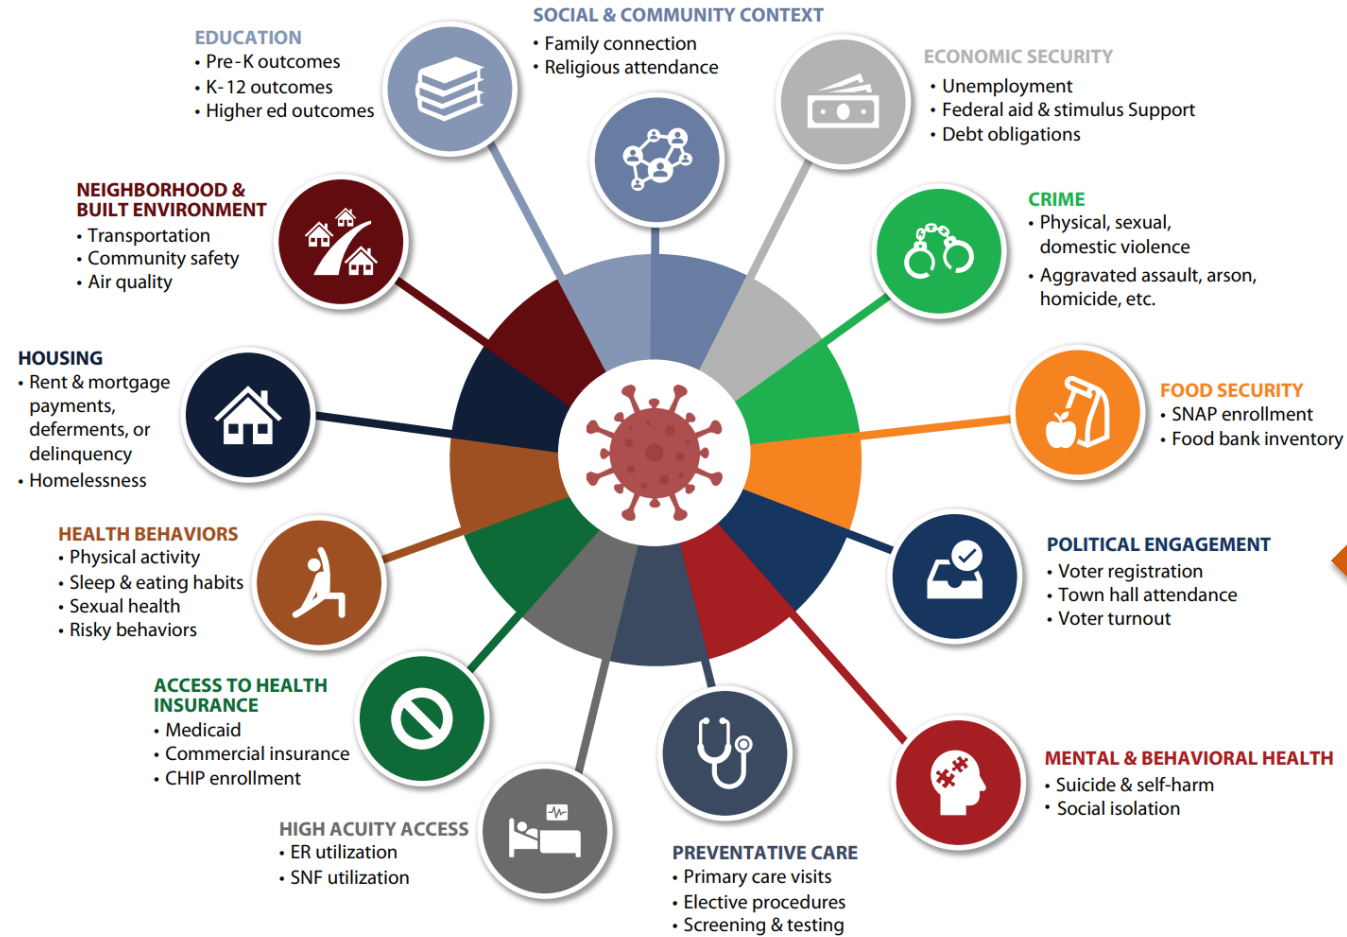 SOCIAL & COMMUNITY CONTEXT
• Family connection
• Religious attendance
EDUCATION
• Pre-K outcomes
• K-12 outcomes
• Higher ed outcomes
ECONOMIC SECURITY
• Unemployment
• Federal aid & stimulus Support
• Debt obligations
NEIGHBORHOOD &
BUILT ENVIRONMENT
• Transportation
• Community safety
• Air quality
CRIME
• Physical, sexual,
domestic violence
• Aggravated assault, arson,
homicide, etc.
HOUSING
• Rent & mortgage
payments,
deferments, or
delinquency
• Homelessness
FOOD SECURITY
• SNAP enrollment
• Food bank inventory
HEALTH BEHAVIORS
• Physical activity
• Sleep & eating habits
• Sexual health
• Risky behaviors
POLITICAL ENGAGEMENT
• Voter registration
• Town hall attendance
• Voter turnout
ACCESS TO HEALTH
INSURANCE
• Medicaid
• Commercial insurance
• CHIP enrollment
MENTAL & BEHAVIORAL HEALTH
• Suicide & self-harm
• Social isolation
HIGH ACUITY ACCESS
• ER utilization
• SNF utilization
PREVENTATIVE CARE
• Primary care visits
• Elective procedures
• Screening & testing